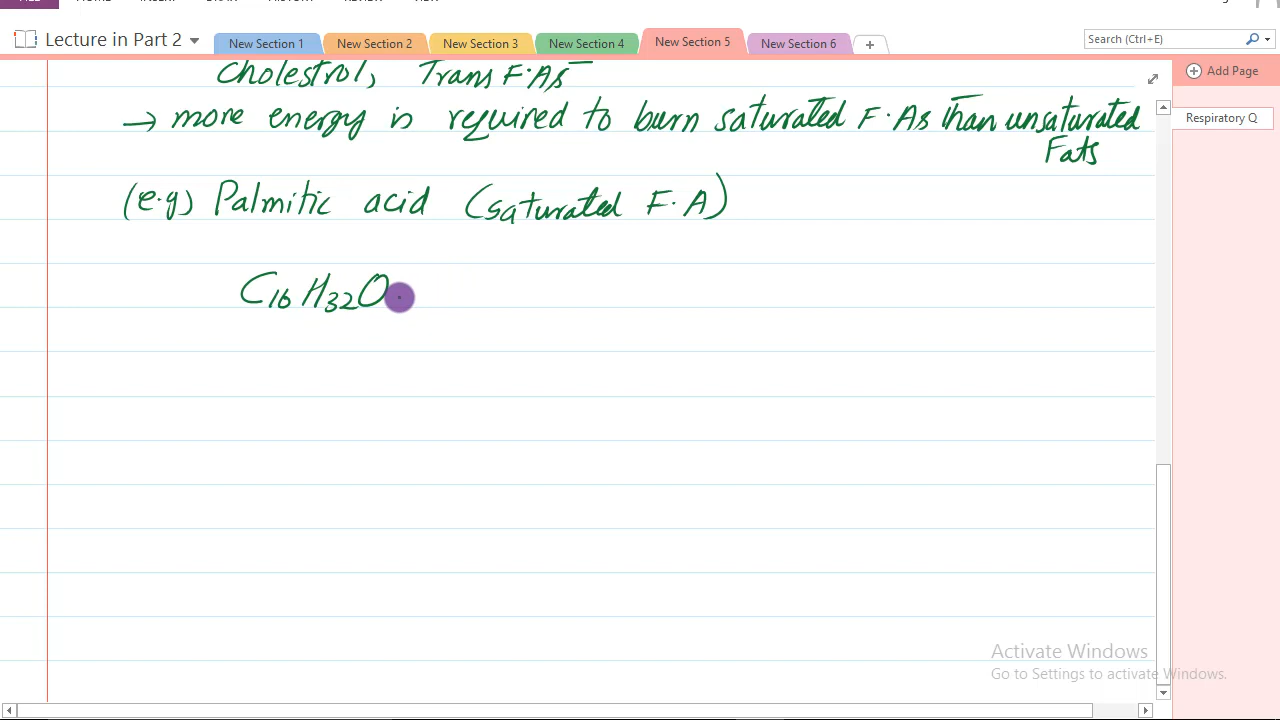 Lecture in Part 2
New Section 1
New Section 2
New Section 3
New Section 4
New Section 5
New Section 6
+
Search (Ctrl+E)
Add Page
Respiratory Q
Cholestrol, Trans F.As
→ more energy is required to burn saturated F.As than unsaturated
Fats
(e.g) Palmitic acid (saturated F.A)
C16 H32O
Activate Windows
Go to Settings to activate Windows.